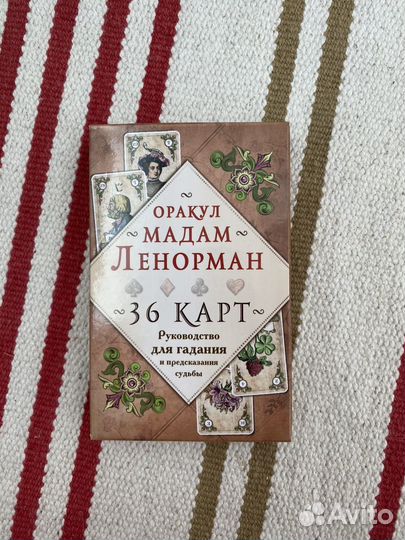 ОРАКУЛ
МАДАМ
ЛЕНОРМАН
~ 36 КАРТ ~
Руководство
для гадания
и предсказания
судьбы
Avito